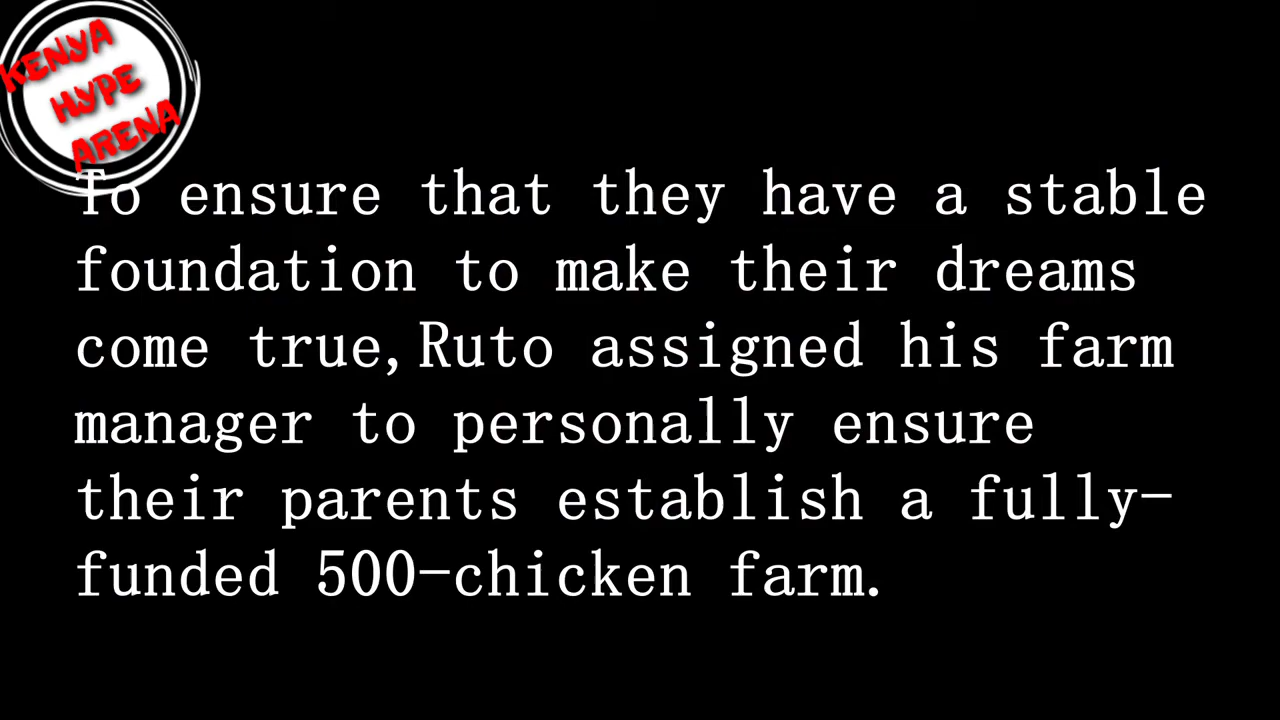 KENYA
HYPE
ARENA
To ensure that they have a stable
foundation to make their dreams
come true,Ruto assigned his farm
manager to personally ensure
their parents establish a fully-
funded 500-chicken farm.